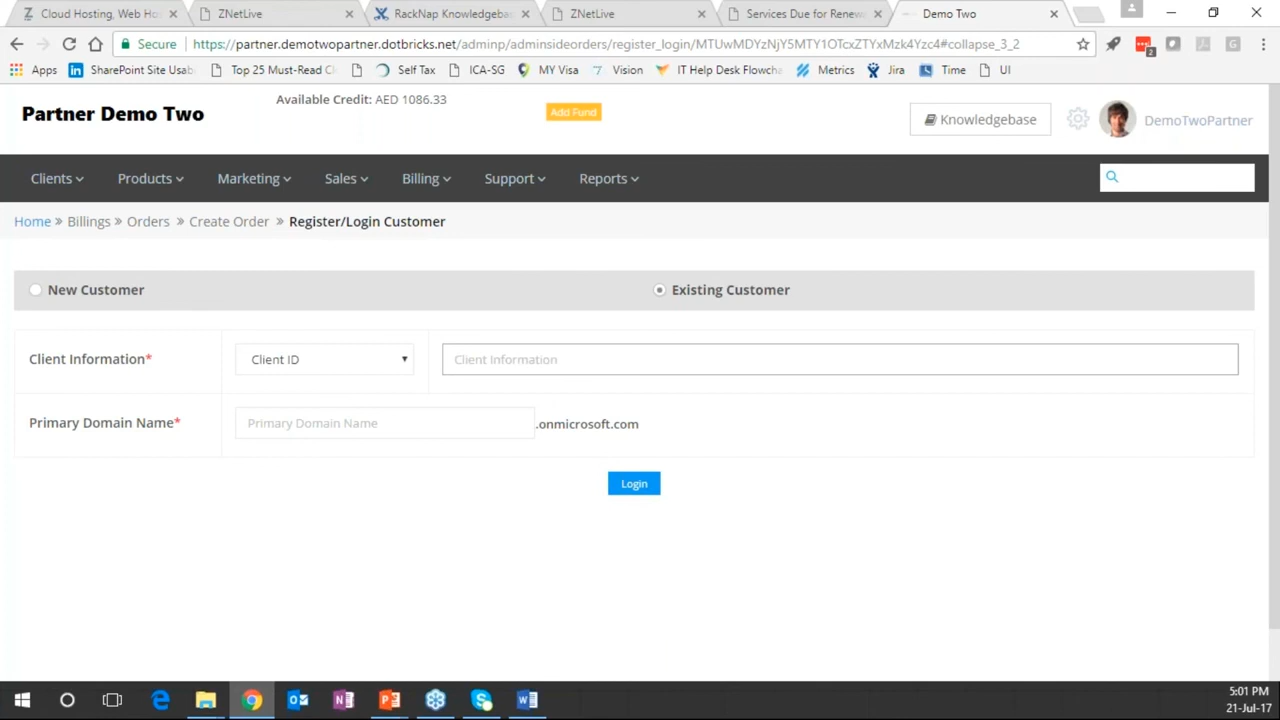 Cloud Hosting, Web Hos
ZNetLive
RackNap Knowledgebas
ZNetLive
Services Due for Renew
Demo Two
Secure
https://partner.demotwopartner.dotbricks.net/adminp/adminsideorders/register_login/MTUwMDYzNjY5MTY1OTcxZTYxMzk4Yzc4#collapse_3_2
2
Apps
SharePoint Site Usab
Top 25 Must-Read Cl
Self Tax
ICA-SG
MY Visa
Vision
IT Help Desk Flowcha
Metrics
Jira
Time
UI
Available Credit: AED 1086.33
Partner Demo Two
Add Fund
Knowledgebase
DemoTwoPartner
Clients
Products
Marketing
Sales
Billing
Support
Reports
Home » Billings » Orders » Create Order » Register/Login Customer
New Customer
Existing Customer
Client Information*
Client ID
Client Information
Primary Domain Name*
Primary Domain Name
.onmicrosoft.com
Login
5:01 PM
21-Jul-17